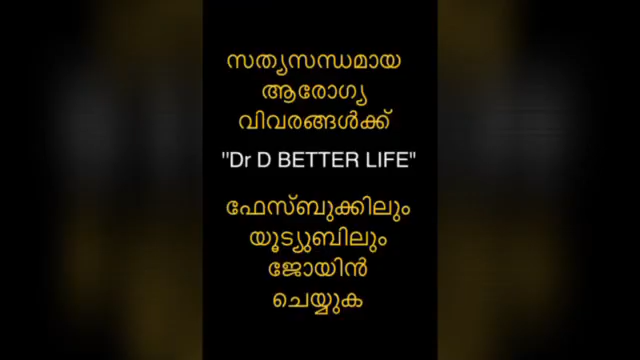 സത്യസന്ധമായ
ആരോഗ്യ
വിവരങ്ങൾക്ക്
"Dr D BETTER LIFE"
ഫേസ്ബുക്കിലും
യൂട്യുബിലും
ജോയിൻ
ചെയ്യുക